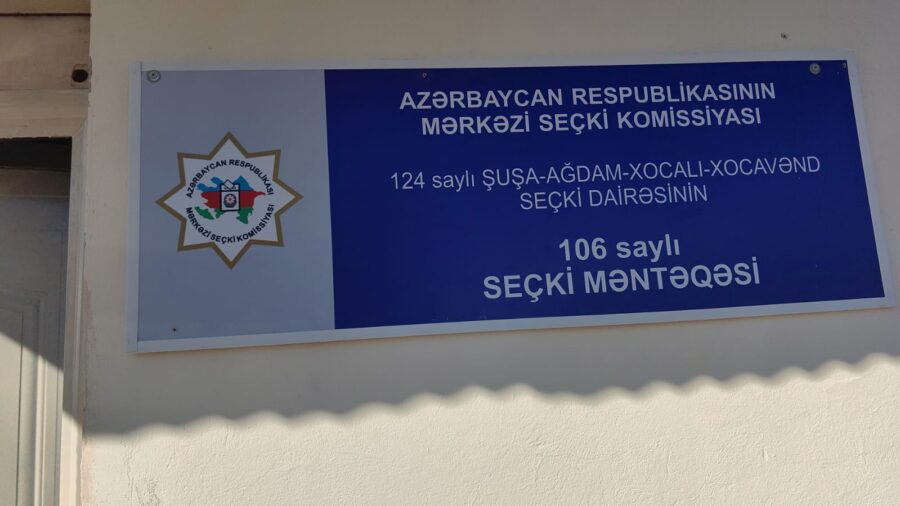 AZƏRBAYCAN RESPUBLİKASI
MƏRKƏZİ SEÇKİ KOMİSSİYASI
AZƏRBAYCAN RESPUBLİKASININ
MƏRKƏZİ SEÇKİ KOMİSSİYASI
124 saylı ŞUŞA-AĞDAM-XOCALI-XOCAVƏND
SEÇKİ DAİRƏSİNİN
106 saylı
SEÇKİ MƏNTƏQƏSİ